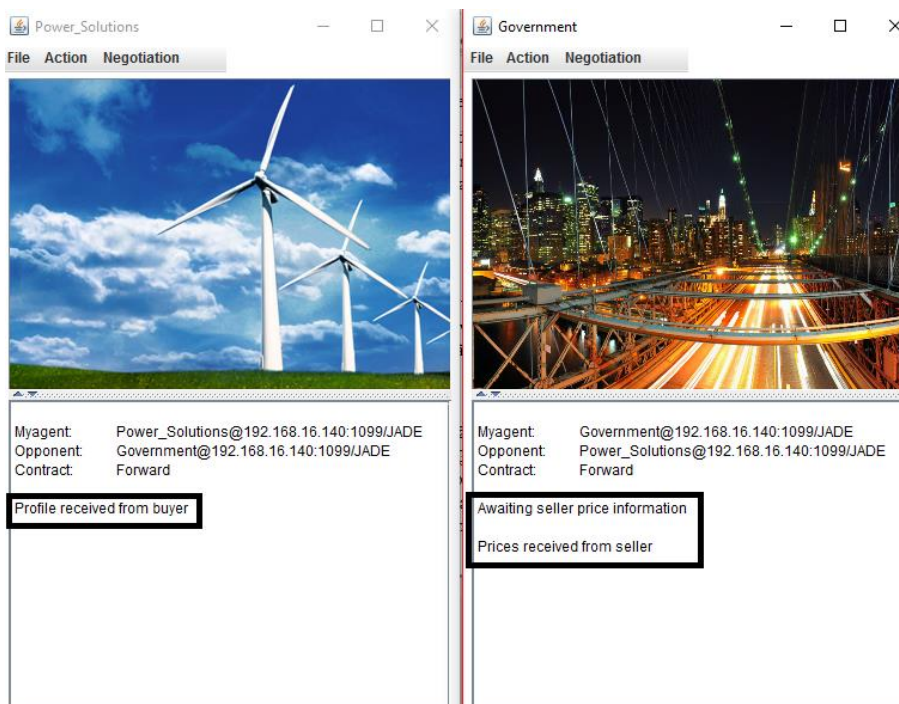 Power_Solutions
File Action Negotiation
Myagent: Power_Solutions@192.168.16.140:1099/JADE
Opponent: Government@192.168.16.140:1099/JADE
Contract: Forward
Profile received from buyer
Government
File Action Negotiation
Myagent: Government@192.168.16.140:1099/JADE
Opponent: Power_Solutions@192.168.16.140:1099/JADE
Contract: Forward
Awaiting seller price information
Prices received from seller